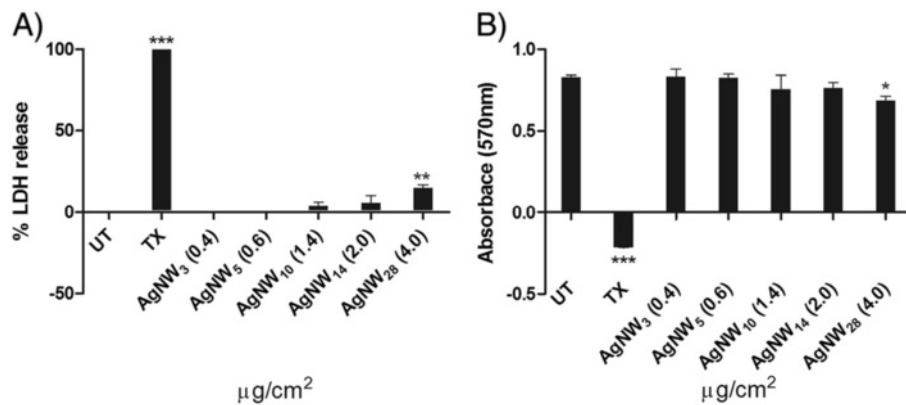 A)
100
50
0
-50
% LDH release
***
**
UT
TX
AgNW₃ (0.4)
AgNW₅ (0.6)
AgNW₁₀ (1.4)
AgNW₁₄ (2.0)
AgNW₂₈ (4.0)
µg/cm²
B)
1.0
0.5
0.0
-0.5
Absorbace (570nm)
***
*
UT
TX
AgNW₃ (0.4)
AgNW₅ (0.6)
AgNW₁₀ (1.4)
AgNW₁₄ (2.0)
AgNW₂₈ (4.0)
µg/cm²